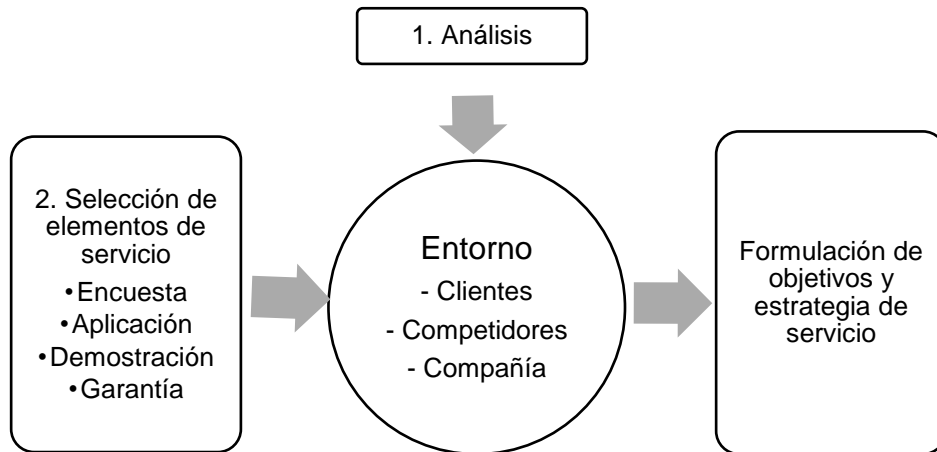 1. Análisis
2. Selección de
elementos de
servicio
•Encuesta
•Aplicación
•Demostración
•Garantía
Entorno
- Clientes
- Competidores
- Compañía
Formulación de
objetivos y
estrategia de
servicio